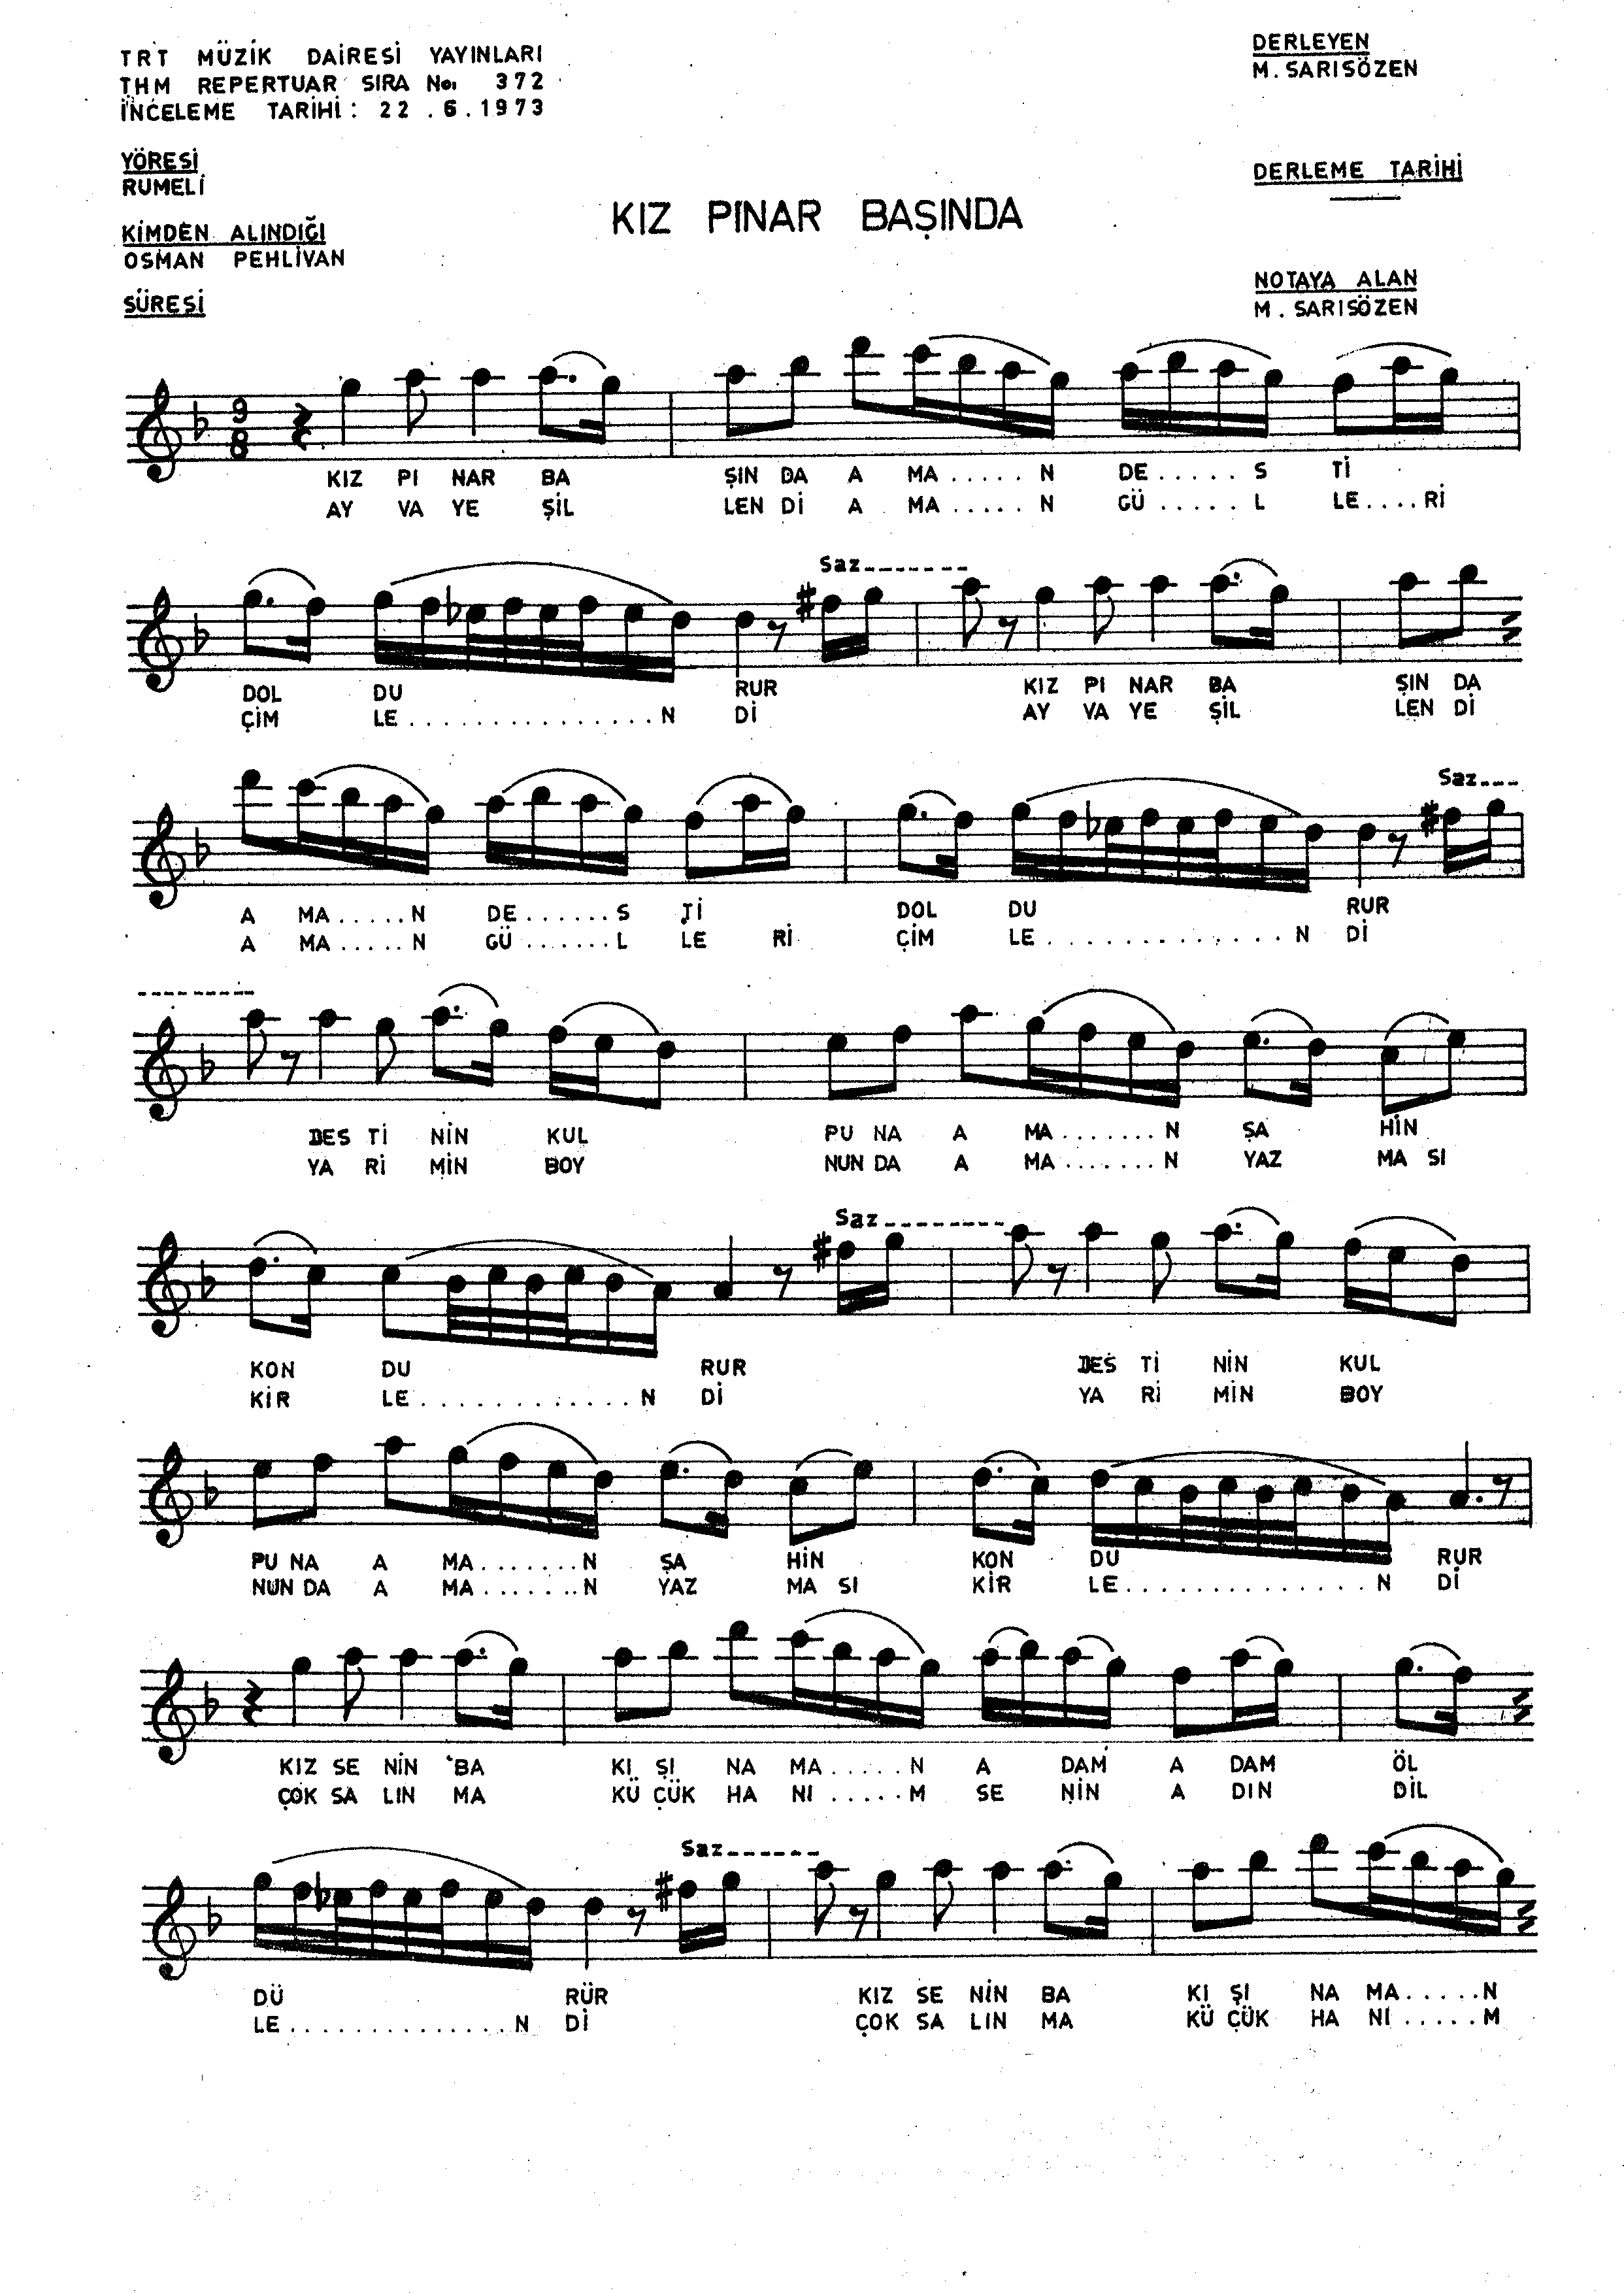 TRT MÜZİK DAİRESİ YAYINLARI
THM REPERTUAR SIRA No: 372
İNCELEME TARİHİ: 22.6.1973
DERLEYEN
M. SARISÖZEN
YÖRESİ
RUMELİ
DERLEME TARİHİ
KIZ PINAR BAŞINDA
KİMDEN ALINDIĞI
OSMAN PEHLİVAN
SÜRESİ
NOTAYA ALAN
M. SARISÖZEN
9
8
KIZ PI NAR BA ŞIN DA A MA.....N DE.....S Tİ
AY VA YE ŞİL LEN Dİ A MA.....N GÜ.....L LE....Rİ
Saz-------
DOL DU RUR KIZ PI NAR BA ŞIN DA
ÇİM LE...............N Dİ AY VA YE ŞİL LEN Dİ
Saz---
A MA.....N DE......S Tİ DOL DU RUR
A MA.....N GÜ.......L LE Rİ ÇİM LE..............N Dİ
DES Tİ NİN KUL PU NA A MA.......N ŞA HİN
YA Rİ MİN BOY NUN DA A MA.......N YAZ MA SI
Saz--------
KON DU RUR DES Tİ NİN KUL
KİR LE.............N Dİ YA Rİ MİN BOY
PU NA A MA.......N ŞA HİN KON DU RUR
NUN DA A MA.......N YAZ MA SI KİR LE...............N Dİ
KIZ SE NİN BA KI ŞI NA MA.....N A DAM A DAM ÖL
ÇOK SA LIN MA KÜ ÇÜK HA NI.....M SE NİN A DIN DİL
Saz------
DÜ RÜR KIZ SE NİN BA KI ŞI NA MA.....N
LE..............N Dİ ÇOK SA LIN MA KÜ ÇÜK HA NI.....M